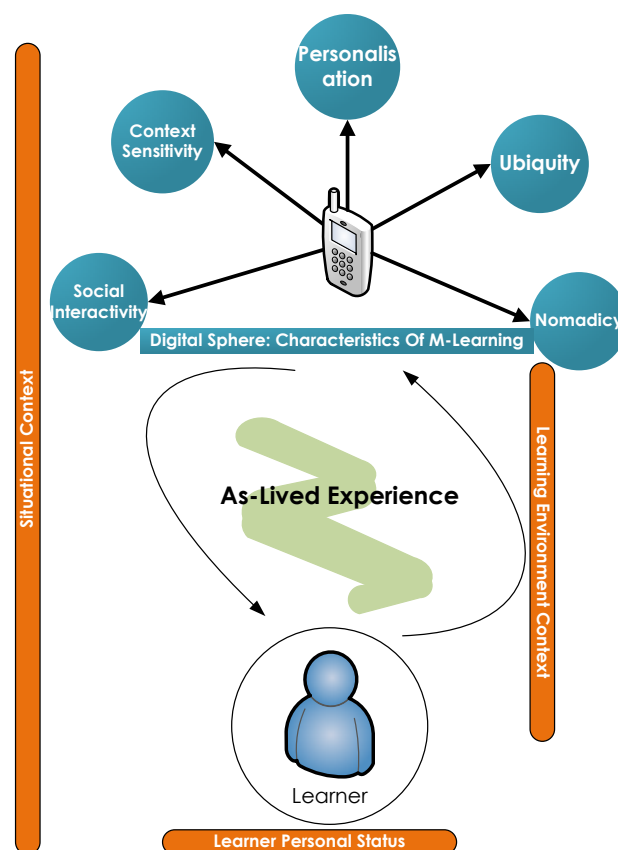 Personalis
ation
Context
Sensitivity
Ubiquity
Social
Interactivity
Nomadicy
Digital Sphere: Characteristics Of M-Learning
Situational Context
As-Lived Experience
Learning Environment Context
Learner
Learner Personal Status